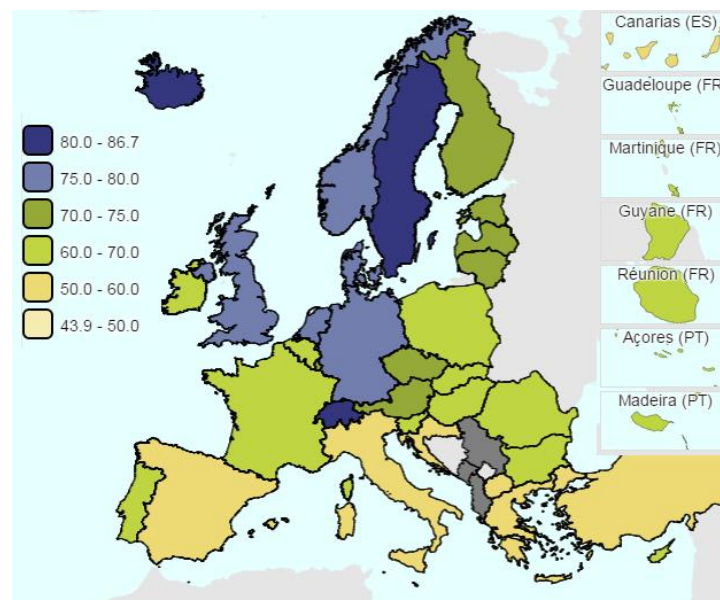 80.0 - 86.7
75.0 - 80.0
70.0 - 75.0
60.0 - 70.0
50.0 - 60.0
43.9 - 50.0
Canarias (ES)
Guadeloupe (FR
Martinique (FR)
Guyane (FR)
Réunion (FR)
Açores (PT)
Madeira (PT)